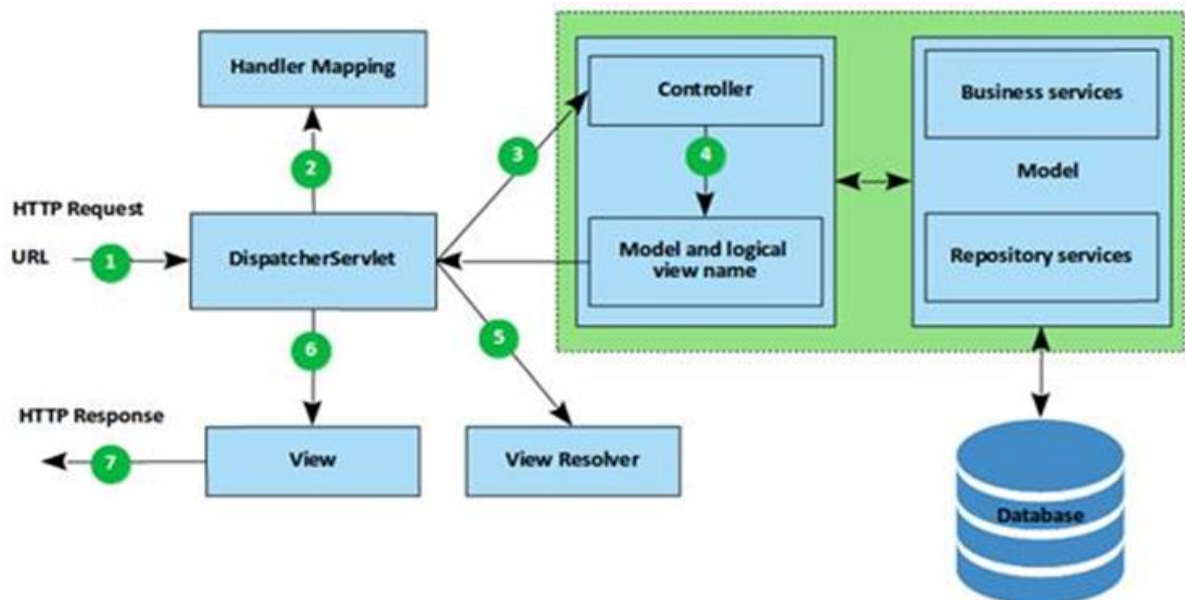 Handler Mapping
Controller
Business services
2
3
4
HTTP Request
Model
URL
1
DispatcherServlet
Model and logical
view name
Repository services
6
5
HTTP Response
7
View
View Resolver
Database